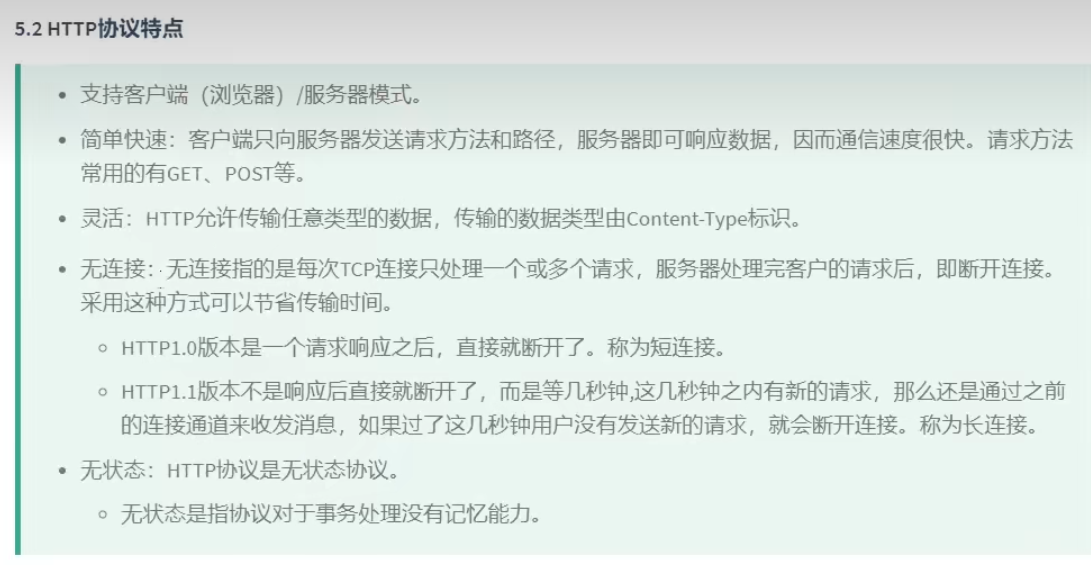 5.2 HTTP协议特点
• 支持客户端（浏览器）/服务器模式。
• 简单快速：客户端只向服务器发送请求方法和路径，服务器即可响应数据，因而通信速度很快。请求方法
常用的有GET、POST等。
• 灵活：HTTP允许传输任意类型的数据，传输的数据类型由Content-Type标识。
• 无连接：无连接指的是每次TCP连接只处理一个或多个请求，服务器处理完客户的请求后，即断开连接。
采用这种方式可以节省传输时间。
◦ HTTP1.0版本是一个请求响应之后，直接就断开了。称为短连接。
◦ HTTP1.1版本不是响应后直接就断开了，而是等几秒钟,这几秒钟之内有新的请求，那么还是通过之前
的连接通道来收发消息，如果过了这几秒钟用户没有发送新的请求，就会断开连接。称为长连接。
• 无状态：HTTP协议是无状态协议。
◦ 无状态是指协议对于事务处理没有记忆能力。